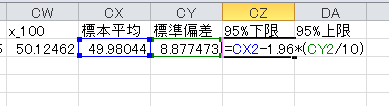 CW CX CY CZ DA
x_100 標本平均 標準偏差 95%下限 95%上限
50.12462 49.98044 8.877473 =CX2-1.96*(CY2/10)